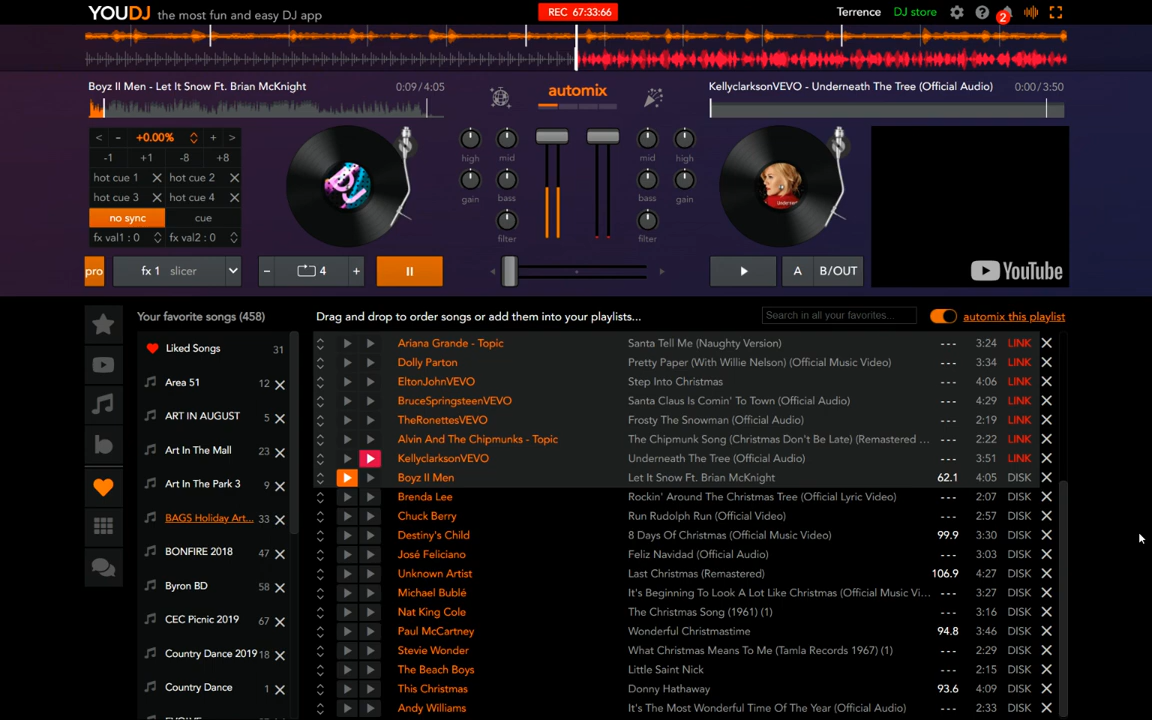 YOUDJ the most fun and easy DJ app
REC 67:33:66
Terrence DJ store 2
Boyz II Men - Let It Snow Ft. Brian McKnight 0:09/4:05
automix
KellyclarksonVEVO - Underneath The Tree (Official Audio) 0:00/3:50
< - +0.00% + >
-1 +1 -8 +8
hot cue 1 hot cue 2
hot cue 3 hot cue 4
no sync cue
fx val1 : 0 fx val2 : 0
high mid mid high
gain bass bass gain
filter filter
pro fx 1 slicer - 4 + A B/OUT
YouTube
Your favorite songs (458)
Drag and drop to order songs or add them into your playlists...
Search in all your favorites...
automix this playlist
Liked Songs 31
Area 51 12
ART IN AUGUST 5
Art In The Mall 23
Art In The Park 3 9
BAGS Holiday Art... 33
BONFIRE 2018 47
Byron BD 58
CEC Picnic 2019 67
Country Dance 2019 18
Country Dance 1
Ariana Grande - Topic Santa Tell Me (Naughty Version) --- 3:24 LINK
Dolly Parton Pretty Paper (With Willie Nelson) (Official Music Video) --- 3:34 LINK
EltonJohnVEVO Step Into Christmas --- 4:06 LINK
BruceSpringsteenVEVO Santa Claus Is Comin' To Town (Official Audio) --- 4:29 LINK
TheRonettesVEVO Frosty The Snowman (Official Audio) --- 2:19 LINK
Alvin And The Chipmunks - Topic The Chipmunk Song (Christmas Don't Be Late) (Remastered ... --- 2:22 LINK
KellyclarksonVEVO Underneath The Tree (Official Audio) --- 3:51 LINK
Boyz II Men Let It Snow Ft. Brian McKnight 62.1 4:05 DISK
Brenda Lee Rockin' Around The Christmas Tree (Official Lyric Video) --- 2:07 DISK
Chuck Berry Run Rudolph Run (Official Video) --- 2:57 DISK
Destiny's Child 8 Days Of Christmas (Official Music Video) 99.9 3:30 DISK
José Feliciano Feliz Navidad (Official Audio) --- 3:03 DISK
Unknown Artist Last Christmas (Remastered) 106.9 4:27 DISK
Michael Bublé It's Beginning To Look A Lot Like Christmas (Official Music Vi... --- 3:27 DISK
Nat King Cole The Christmas Song (1961) (1) --- 3:16 DISK
Paul McCartney Wonderful Christmastime 94.8 3:46 DISK
Stevie Wonder What Christmas Means To Me (Tamla Records 1967) (1) --- 2:29 DISK
The Beach Boys Little Saint Nick --- 2:15 DISK
This Christmas Donny Hathaway 93.6 4:09 DISK
Andy Williams It's The Most Wonderful Time Of The Year (Official Audio) --- 2:33 DISK